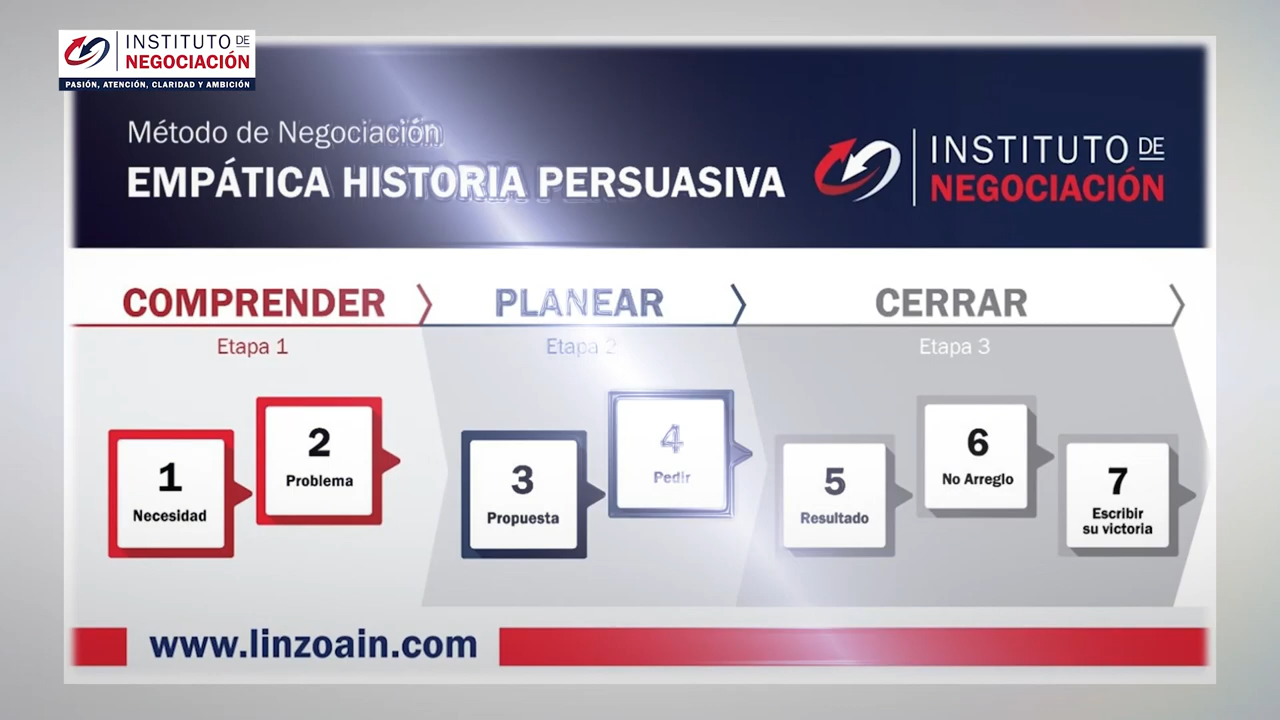 INSTITUTO DE
NEGOCIACIÓN
PASIÓN, ATENCIÓN, CLARIDAD Y AMBICIÓN
Método de Negociación
EMPÁTICA HISTORIA PERSUASIVA
INSTITUTO DE
NEGOCIACIÓN
COMPRENDER
PLANEAR
CERRAR
Etapa 1
Etapa 2
Etapa 3
1
Necesidad
2
Problema
3
Propuesta
4
Pedir
5
Resultado
6
No Arreglo
7
Escribir
su victoria
www.linzoain.com